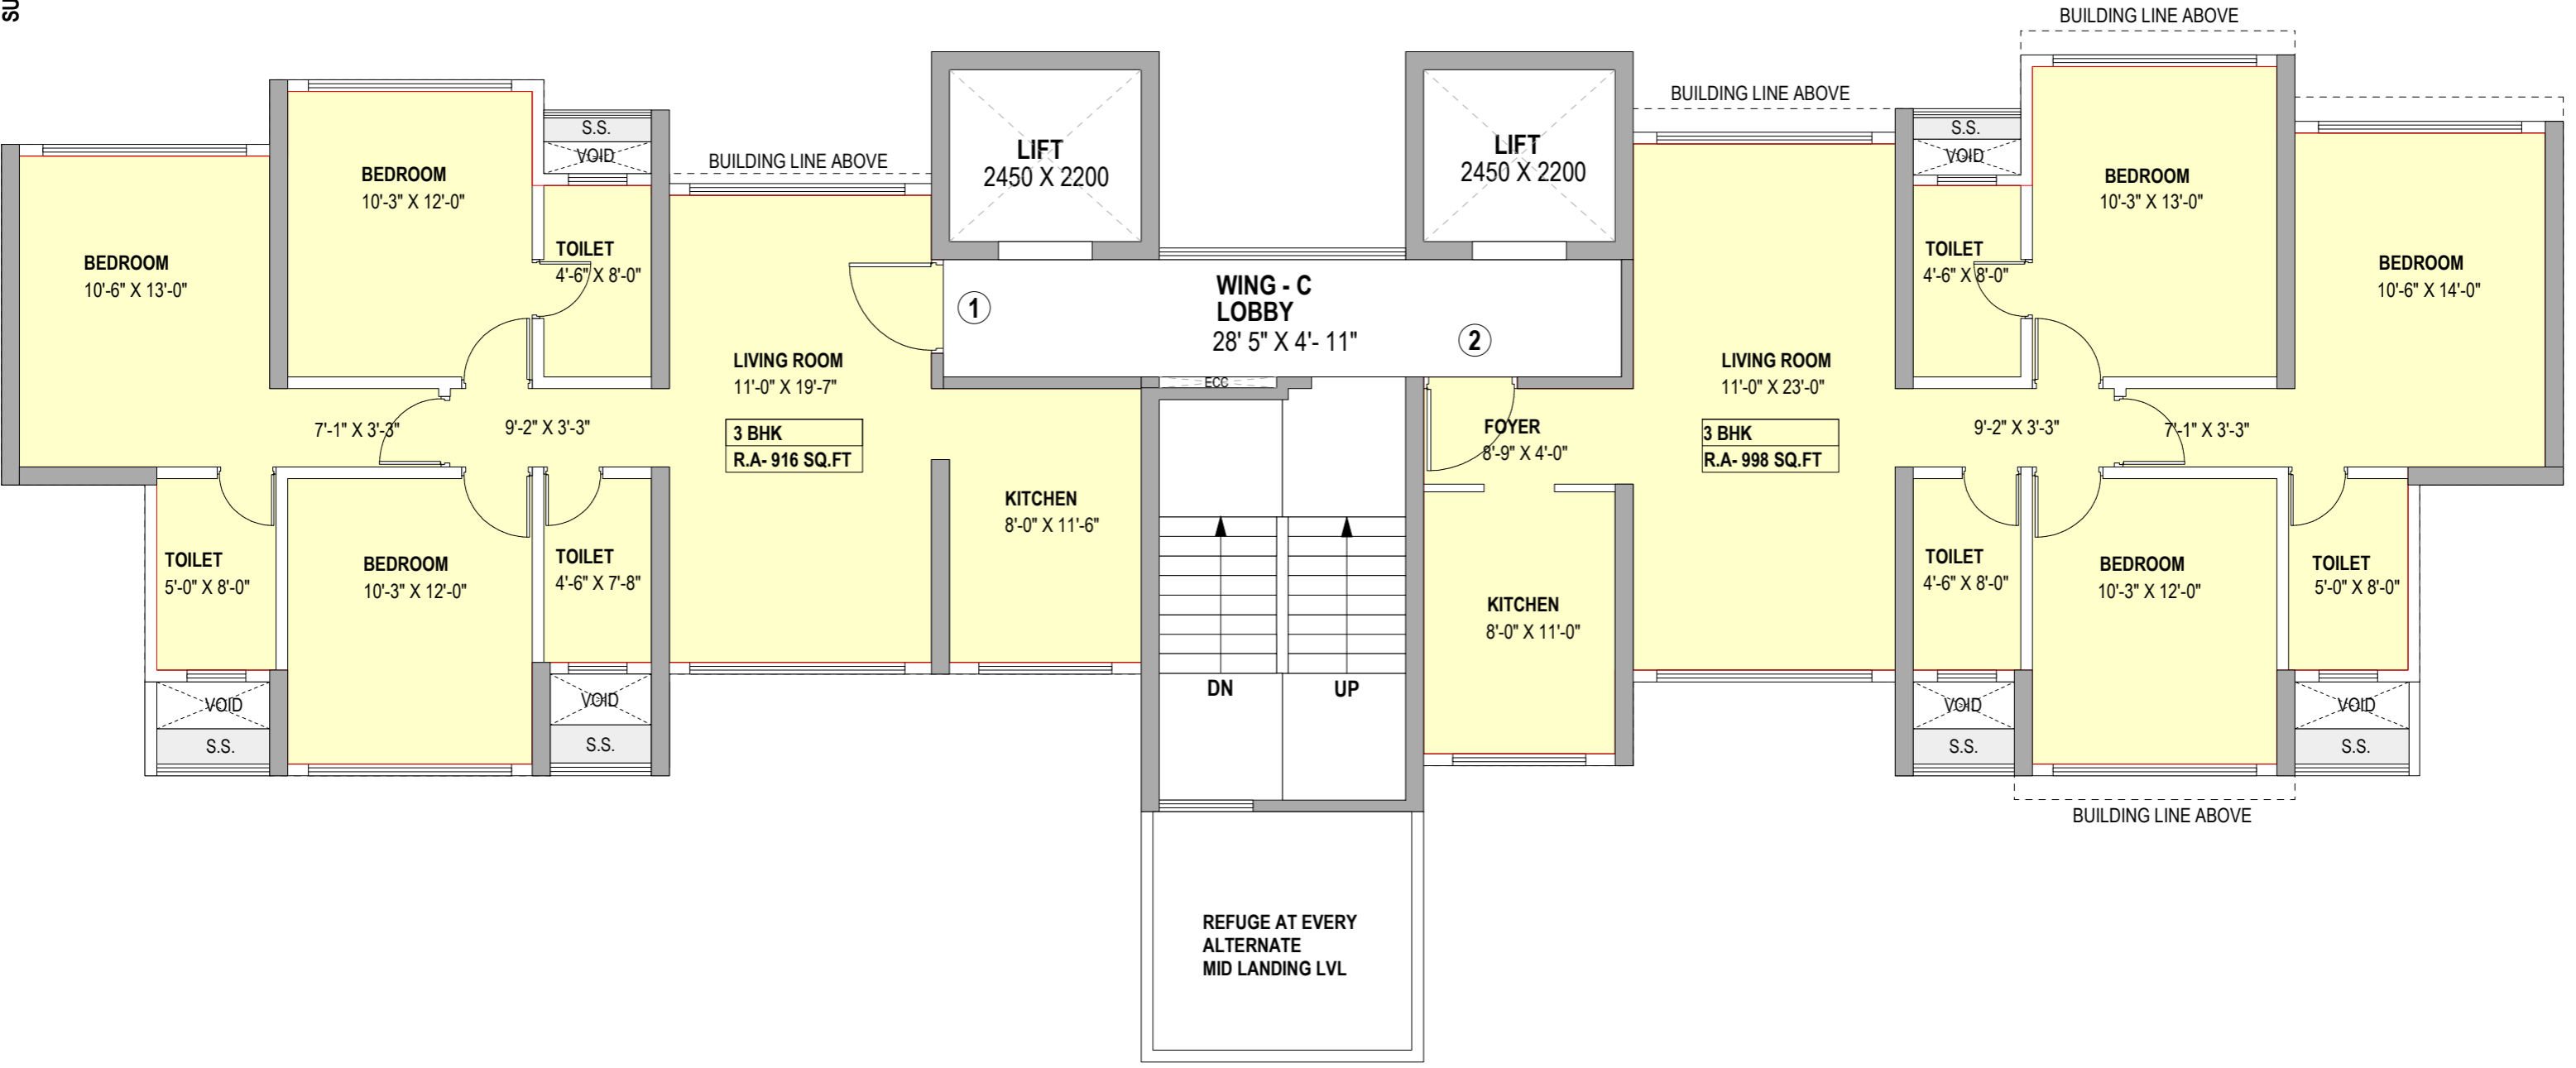 SU
BUILDING LINE ABOVE
BUILDING LINE ABOVE
BUILDING LINE ABOVE
S.S.
VOID
S.S.
VOID
LIFT
2450 X 2200
LIFT
2450 X 2200
BEDROOM
10'-3" X 12'-0"
BEDROOM
10'-3" X 13'-0"
BEDROOM
10'-6" X 13'-0"
TOILET
4'-6" X 8'-0"
TOILET
4'-6" X 8'-0"
BEDROOM
10'-6" X 14'-0"
1
WING - C
LOBBY
28' 5" X 4'- 11"
2
LIVING ROOM
11'-0" X 19'-7"
LIVING ROOM
11'-0" X 23'-0"
ECC
7'-1" X 3'-3"
9'-2" X 3'-3"
3 BHK
R.A- 916 SQ.FT
FOYER
8'-9" X 4'-0"
3 BHK
R.A- 998 SQ.FT
9'-2" X 3'-3"
7'-1" X 3'-3"
KITCHEN
8'-0" X 11'-6"
TOILET
5'-0" X 8'-0"
BEDROOM
10'-3" X 12'-0"
TOILET
4'-6" X 7'-8"
KITCHEN
8'-0" X 11'-0"
TOILET
4'-6" X 8'-0"
BEDROOM
10'-3" X 12'-0"
TOILET
5'-0" X 8'-0"
DN
UP
VOID
S.S.
VOID
S.S.
VOID
S.S.
VOID
S.S.
BUILDING LINE ABOVE
REFUGE AT EVERY
ALTERNATE
MID LANDING LVL